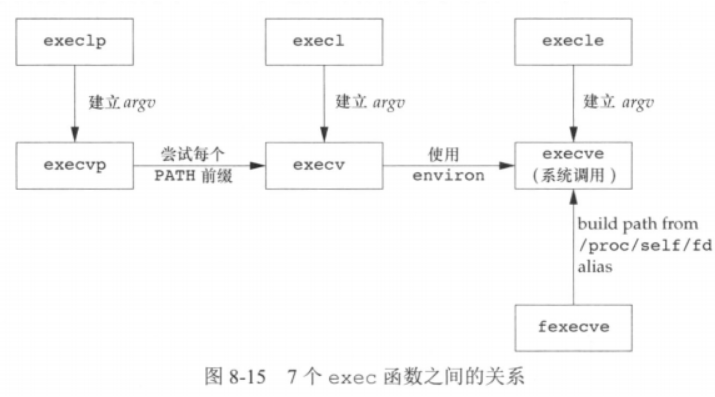 execlp
execl
execle
建立 argv
建立 argv
建立 argv
execvp
尝试每个
PATH 前缀
execv
使用
environ
execve
(系统调用)
build path from
/proc/self/fd
alias
fexecve
图 8-15 7 个 exec 函数之间的关系